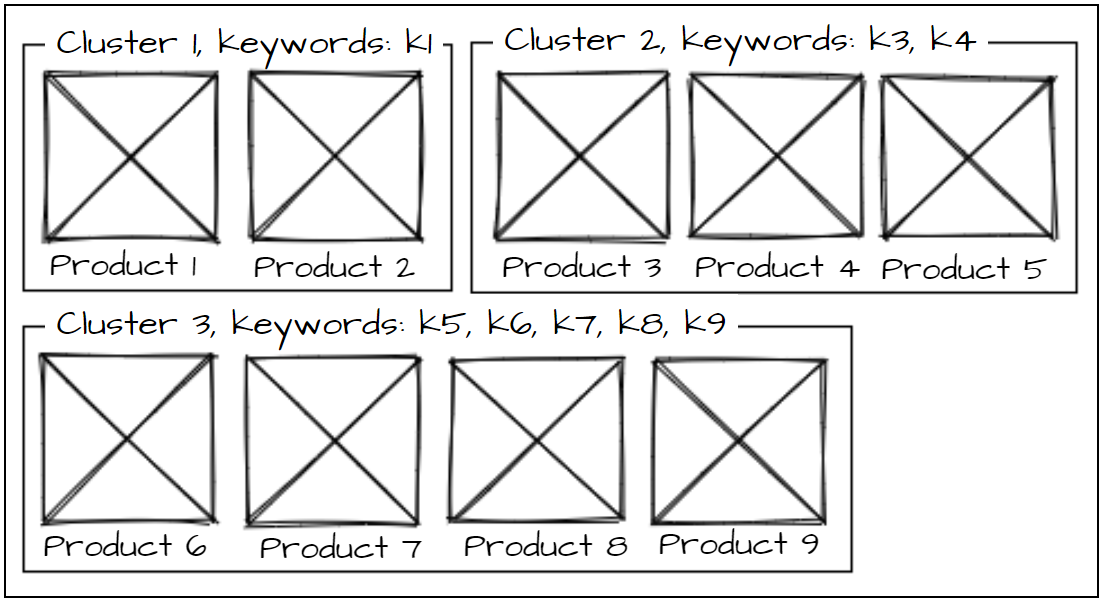 Cluster 1, keywords: k1
Cluster 2, keywords: k3, k4
Product 1
Product 2
Product 3
Product 4
Product 5
Cluster 3, keywords: k5, k6, k7, k8, k9
Product 6
Product 7
Product 8
Product 9